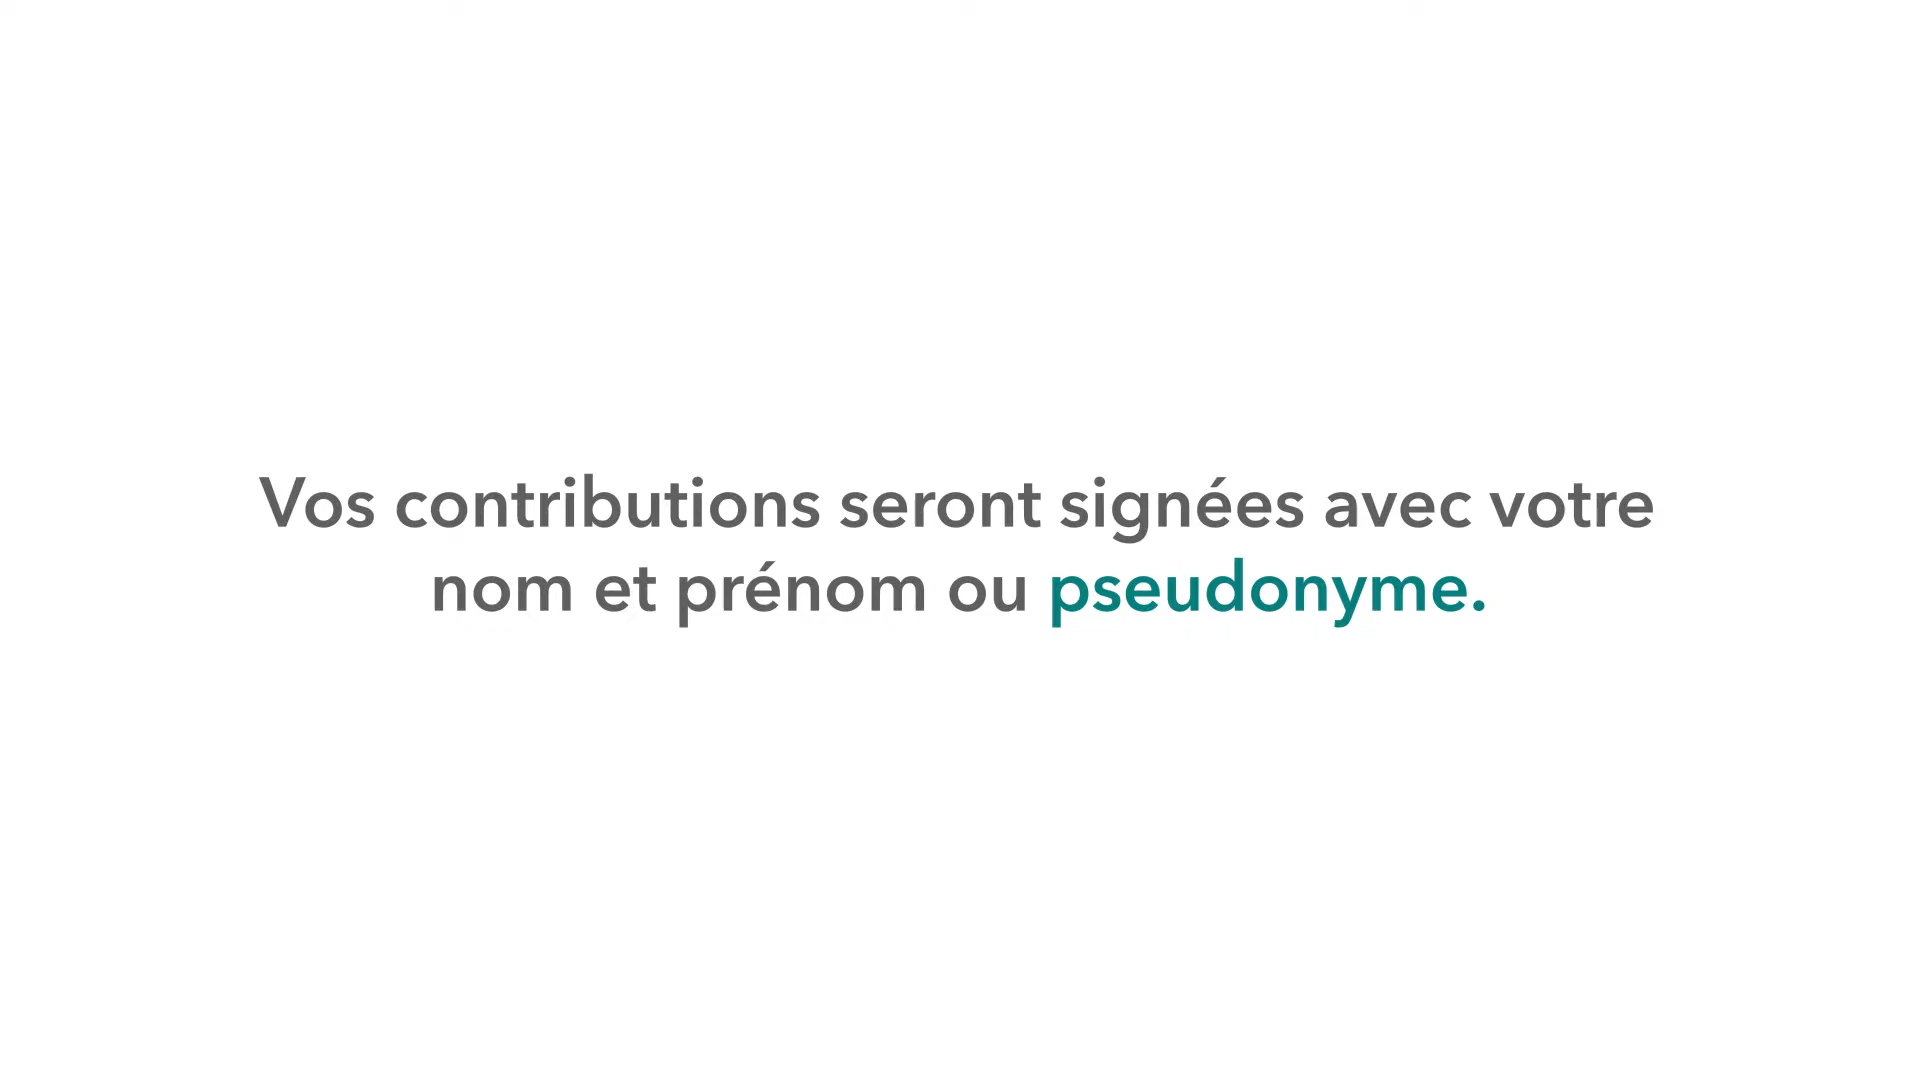 Vos contributions seront signées avec votre
nom et prénom ou pseudonyme.